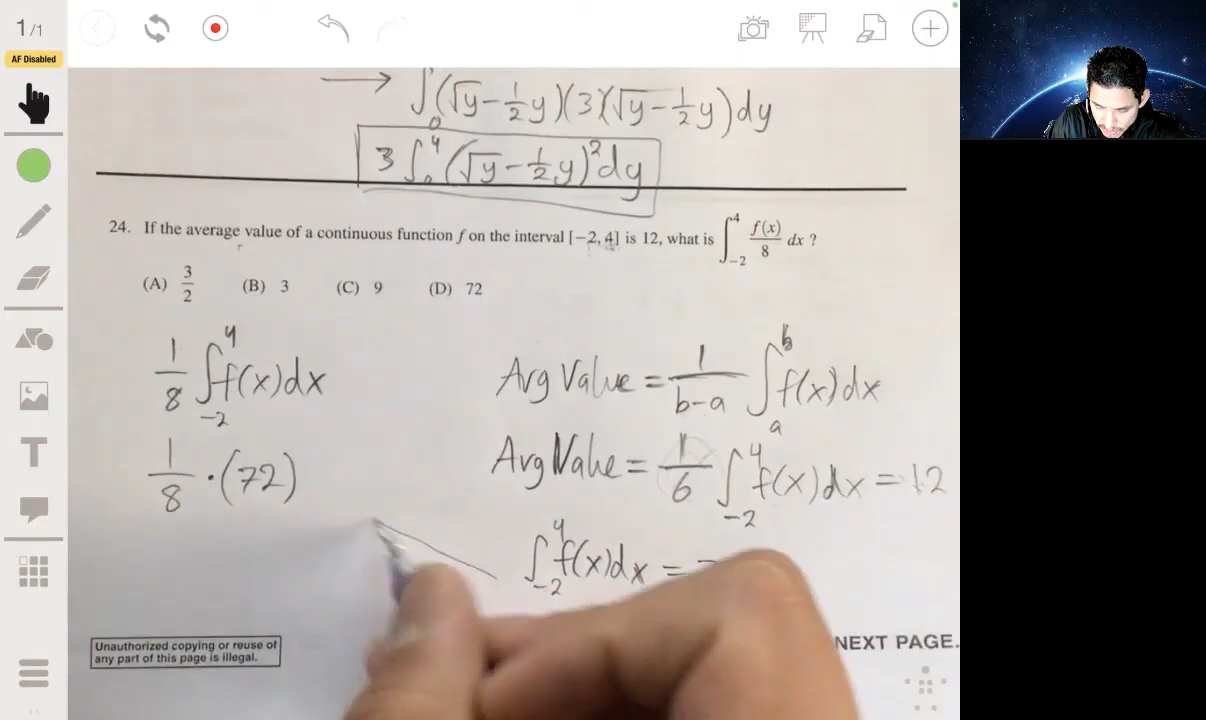 1/1
AF Disabled
→ ∫₀ (√y - ½y)(3)(√y - ½y)dy
3 ∫₀⁴ (√y - ½y)²dy
24. If the average value of a continuous function f on the interval [−2, 4] is 12, what is ∫₋₂⁴ f(x)/8 dx ?
(A) 3/2 (B) 3 (C) 9 (D) 72
1/8 ∫₋₂⁴ f(x)dx
Avg Value = 1/(b-a) ∫ₐᵇ f(x)dx
1/8 · (72)
Avg Value = 1/6 ∫₋₂⁴ f(x)dx = 12
∫₋₂⁴ f(x)dx =
Unauthorized copying or reuse of
any part of this page is illegal.
NEXT PAGE.
T